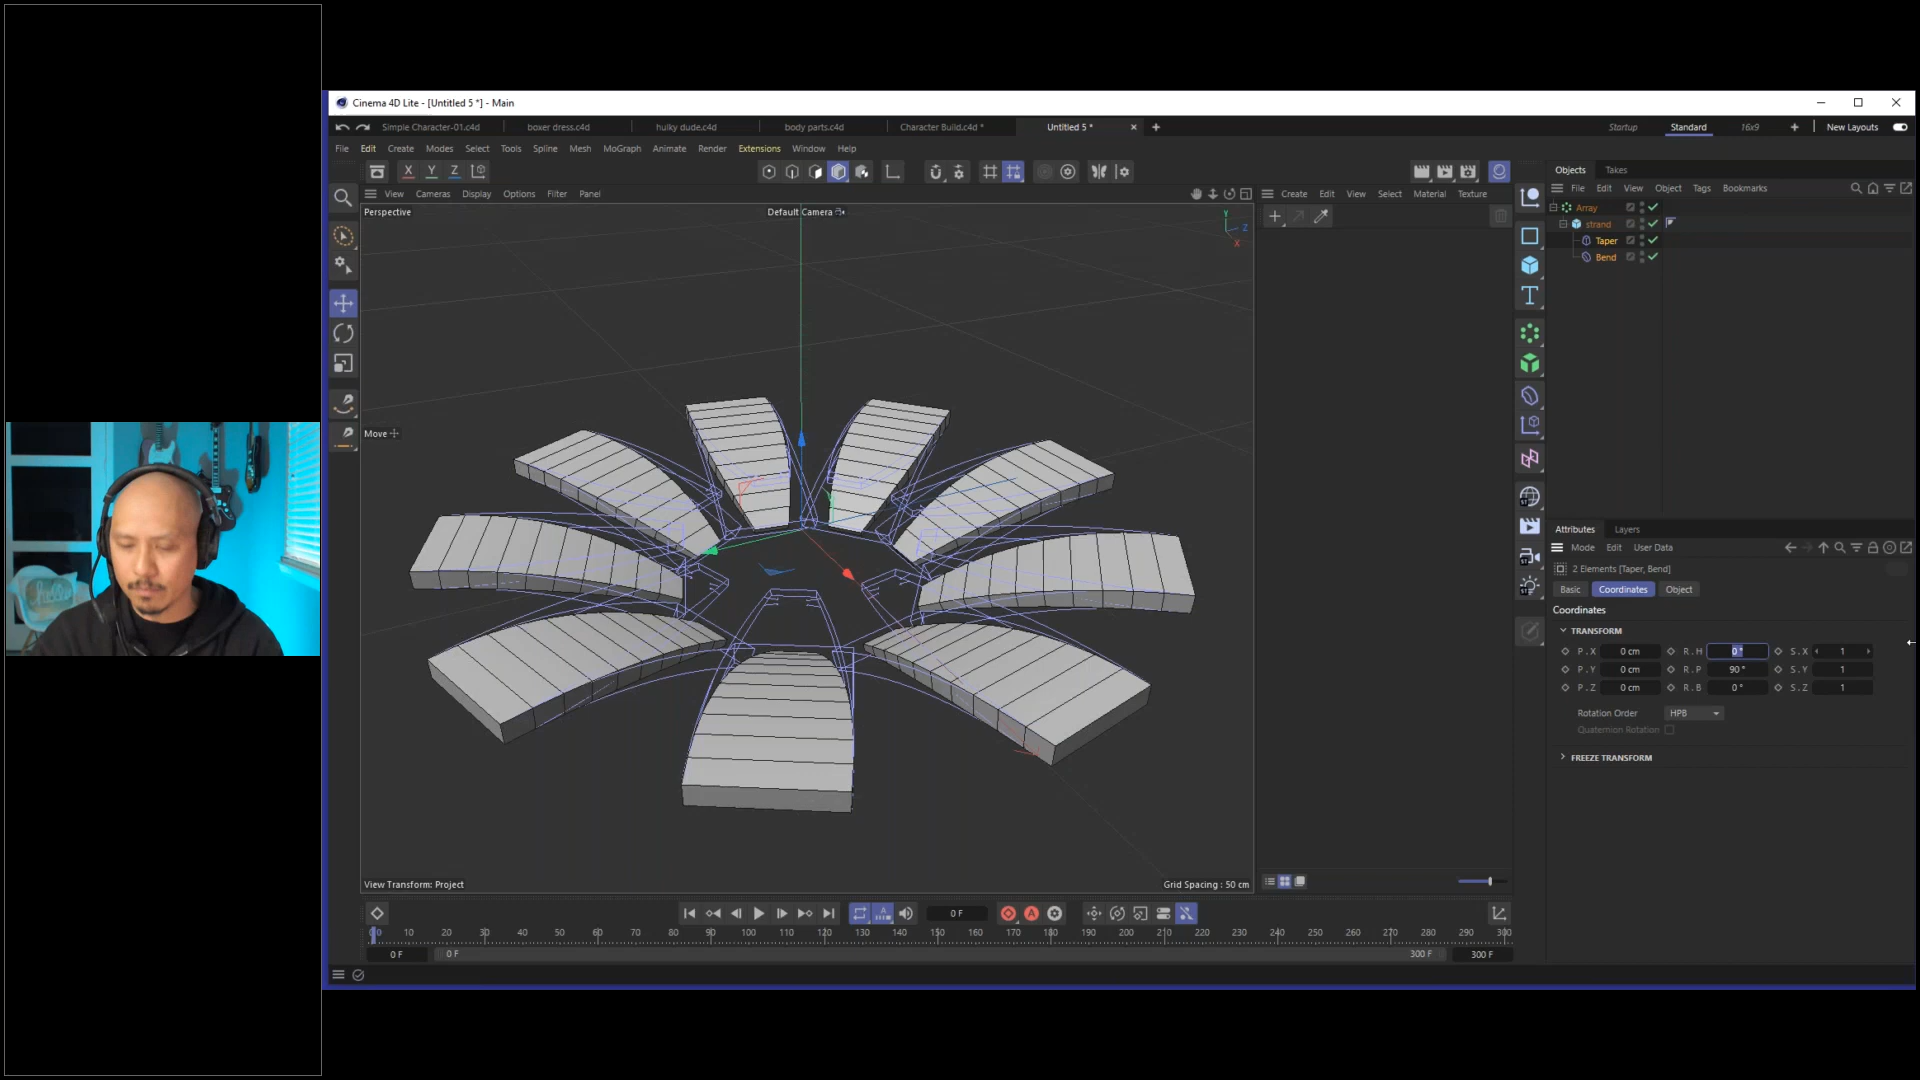 Cinema 4D Lite - [Untitled 5 *] - Main
Simple Character-01.c4d
boxer dress.c4d
hulky dude.c4d
body parts.c4d
Character Build.c4d *
Untitled 5 *
Startup
Standard
16x9
New Layouts
File Edit Create Modes Select Tools Spline Mesh MoGraph Animate Render Extensions Window Help
X Y Z
View Cameras Display Options Filter Panel
Create Edit View Select Material Texture
Perspective
Default Camera
Y
Z
X
Move
View Transform: Project
Grid Spacing : 50 cm
Objects Takes
File Edit View Object Tags Bookmarks
Array
strand
Taper
Bend
Attributes Layers
Mode Edit User Data
2 Elements [Taper, Bend]
Basic Coordinates Object
Coordinates
TRANSFORM
P . X 0 cm R . H 0 ° S . X 1
P . Y 0 cm R . P 90 ° S . Y 1
P . Z 0 cm R . B 0 ° S . Z 1
Rotation Order HPB
Quaternion Rotation
FREEZE TRANSFORM
0 F
10 20 30 40 50 60 70 80 90 100 110 120 130 140 150 160 170 180 190 200 210 220 230 240 250 260 270 280 290 300
0 F
0 F
300 F
300 F